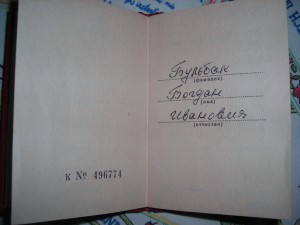 Бульбак
(фамилия)
Богдан
(имя)
Иванович
(отчество)
К № 496774